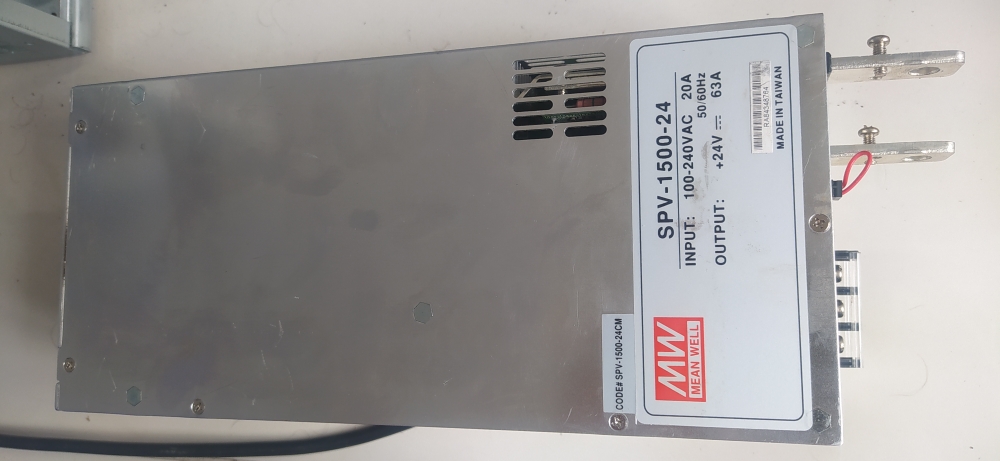 SPV-1500-24
INPUT: 100-240VAC 20A
50/60Hz
OUTPUT: +24V ⎓ 63A
MW
MEAN WELL
MADE IN TAIWAN
CODE# SPV-1500-24CM